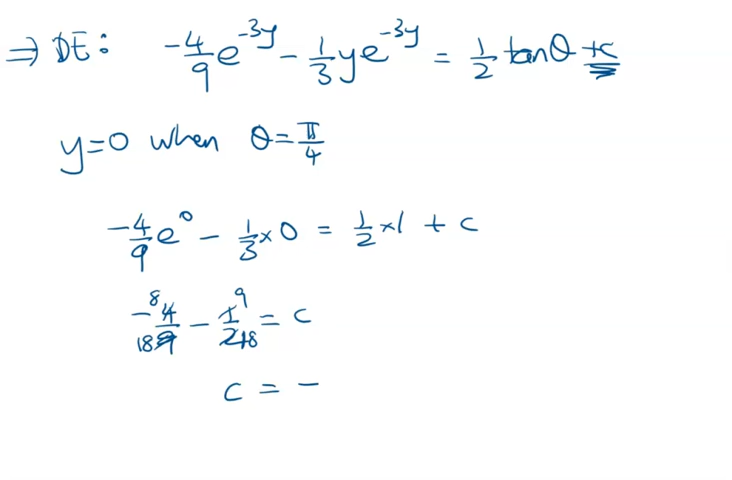 ⇒ DE: -4/9 e^{-3y} - 1/3 ye^{-3y} = 1/2 tanθ + c
y=0 when θ = π/4
-4/9 e^0 - 1/3 × 0 = 1/2 × 1 + c
-8/18 - 9/18 = c
c = -